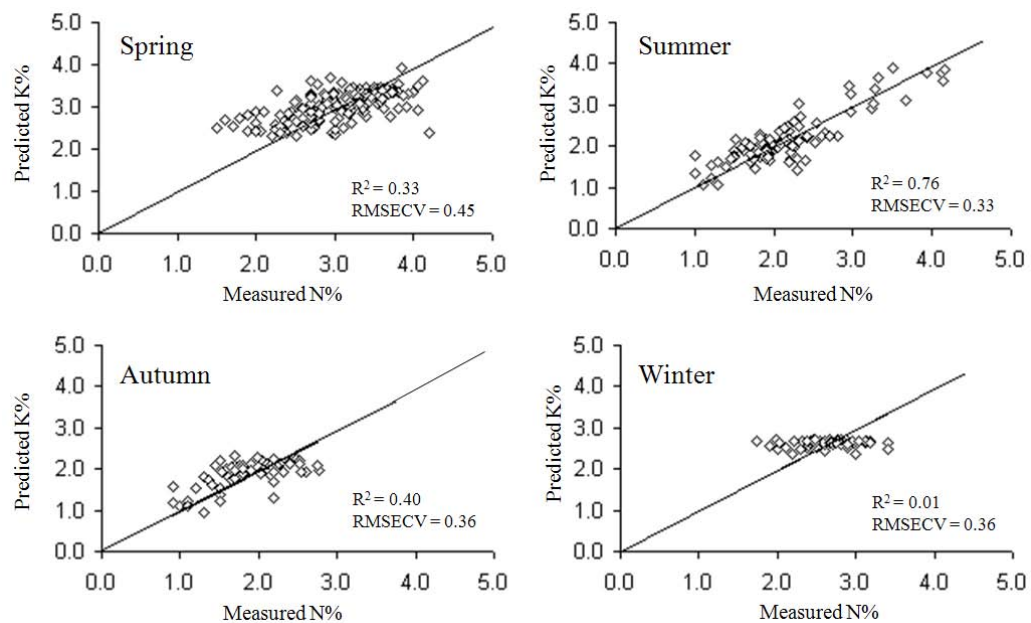 Spring
Predicted K%
5.0
4.0
3.0
2.0
1.0
0.0
R² = 0.33
RMSECV = 0.45
0.0 1.0 2.0 3.0 4.0 5.0
Measured N%
Summer
Predicted K%
5.0
4.0
3.0
2.0
1.0
0.0
R² = 0.76
RMSECV = 0.33
0.0 1.0 2.0 3.0 4.0 5.0
Measured N%
Autumn
Predicted K%
5.0
4.0
3.0
2.0
1.0
0.0
R² = 0.40
RMSECV = 0.36
0.0 1.0 2.0 3.0 4.0 5.0
Measured N%
Winter
Predicted K%
5.0
4.0
3.0
2.0
1.0
0.0
R² = 0.01
RMSECV = 0.36
0.0 1.0 2.0 3.0 4.0 5.0
Measured N%